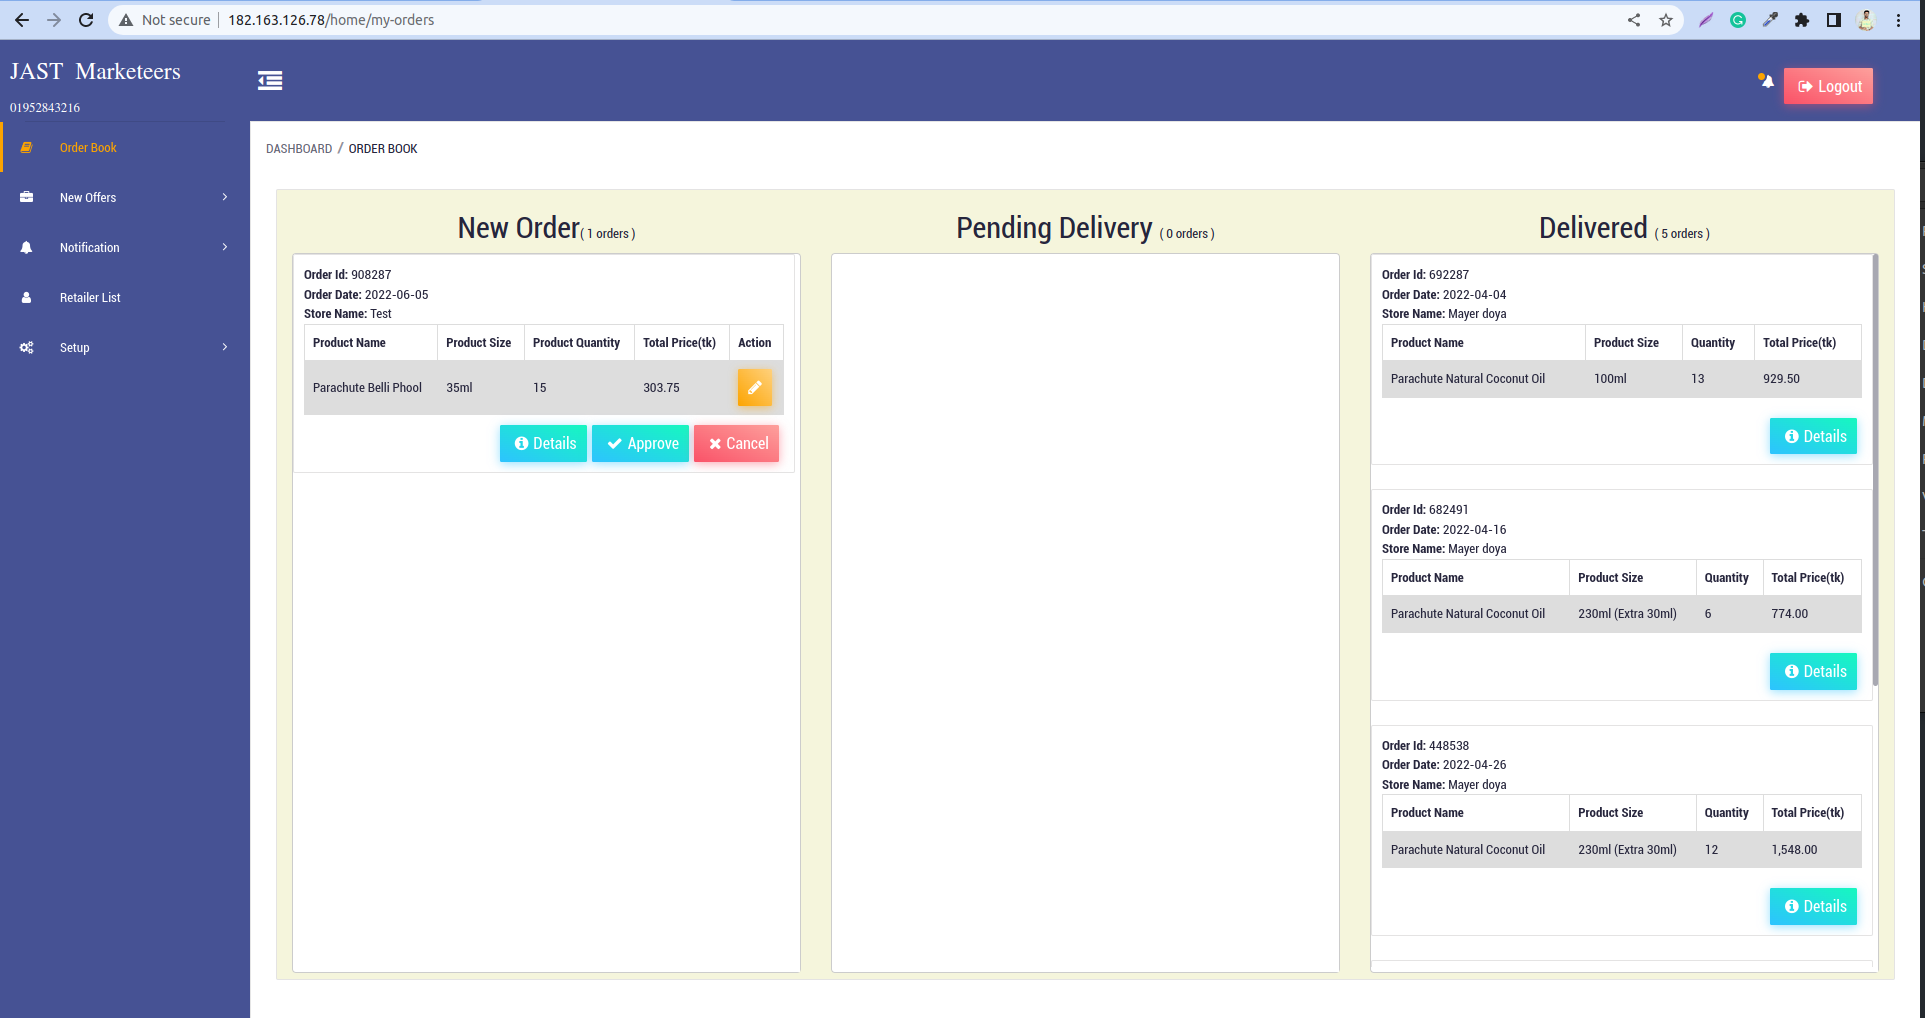 Not secure
182.163.126.78/home/my-orders
JAST Marketeers
01952843216
Logout
Order Book
New Offers
Notification
Retailer List
Setup
DASHBOARD / ORDER BOOK
New Order( 1 orders )
Order Id: 908287
Order Date: 2022-06-05
Store Name: Test
Product Name Product Size Product Quantity Total Price(tk) Action
Parachute Belli Phool 35ml 15 303.75
Details Approve Cancel
Pending Delivery ( 0 orders )
Delivered ( 5 orders )
Order Id: 692287
Order Date: 2022-04-04
Store Name: Mayer doya
Product Name Product Size Quantity Total Price(tk)
Parachute Natural Coconut Oil 100ml 13 929.50
Details
Order Id: 682491
Order Date: 2022-04-16
Store Name: Mayer doya
Product Name Product Size Quantity Total Price(tk)
Parachute Natural Coconut Oil 230ml (Extra 30ml) 6 774.00
Details
Order Id: 448538
Order Date: 2022-04-26
Store Name: Mayer doya
Product Name Product Size Quantity Total Price(tk)
Parachute Natural Coconut Oil 230ml (Extra 30ml) 12 1,548.00
Details